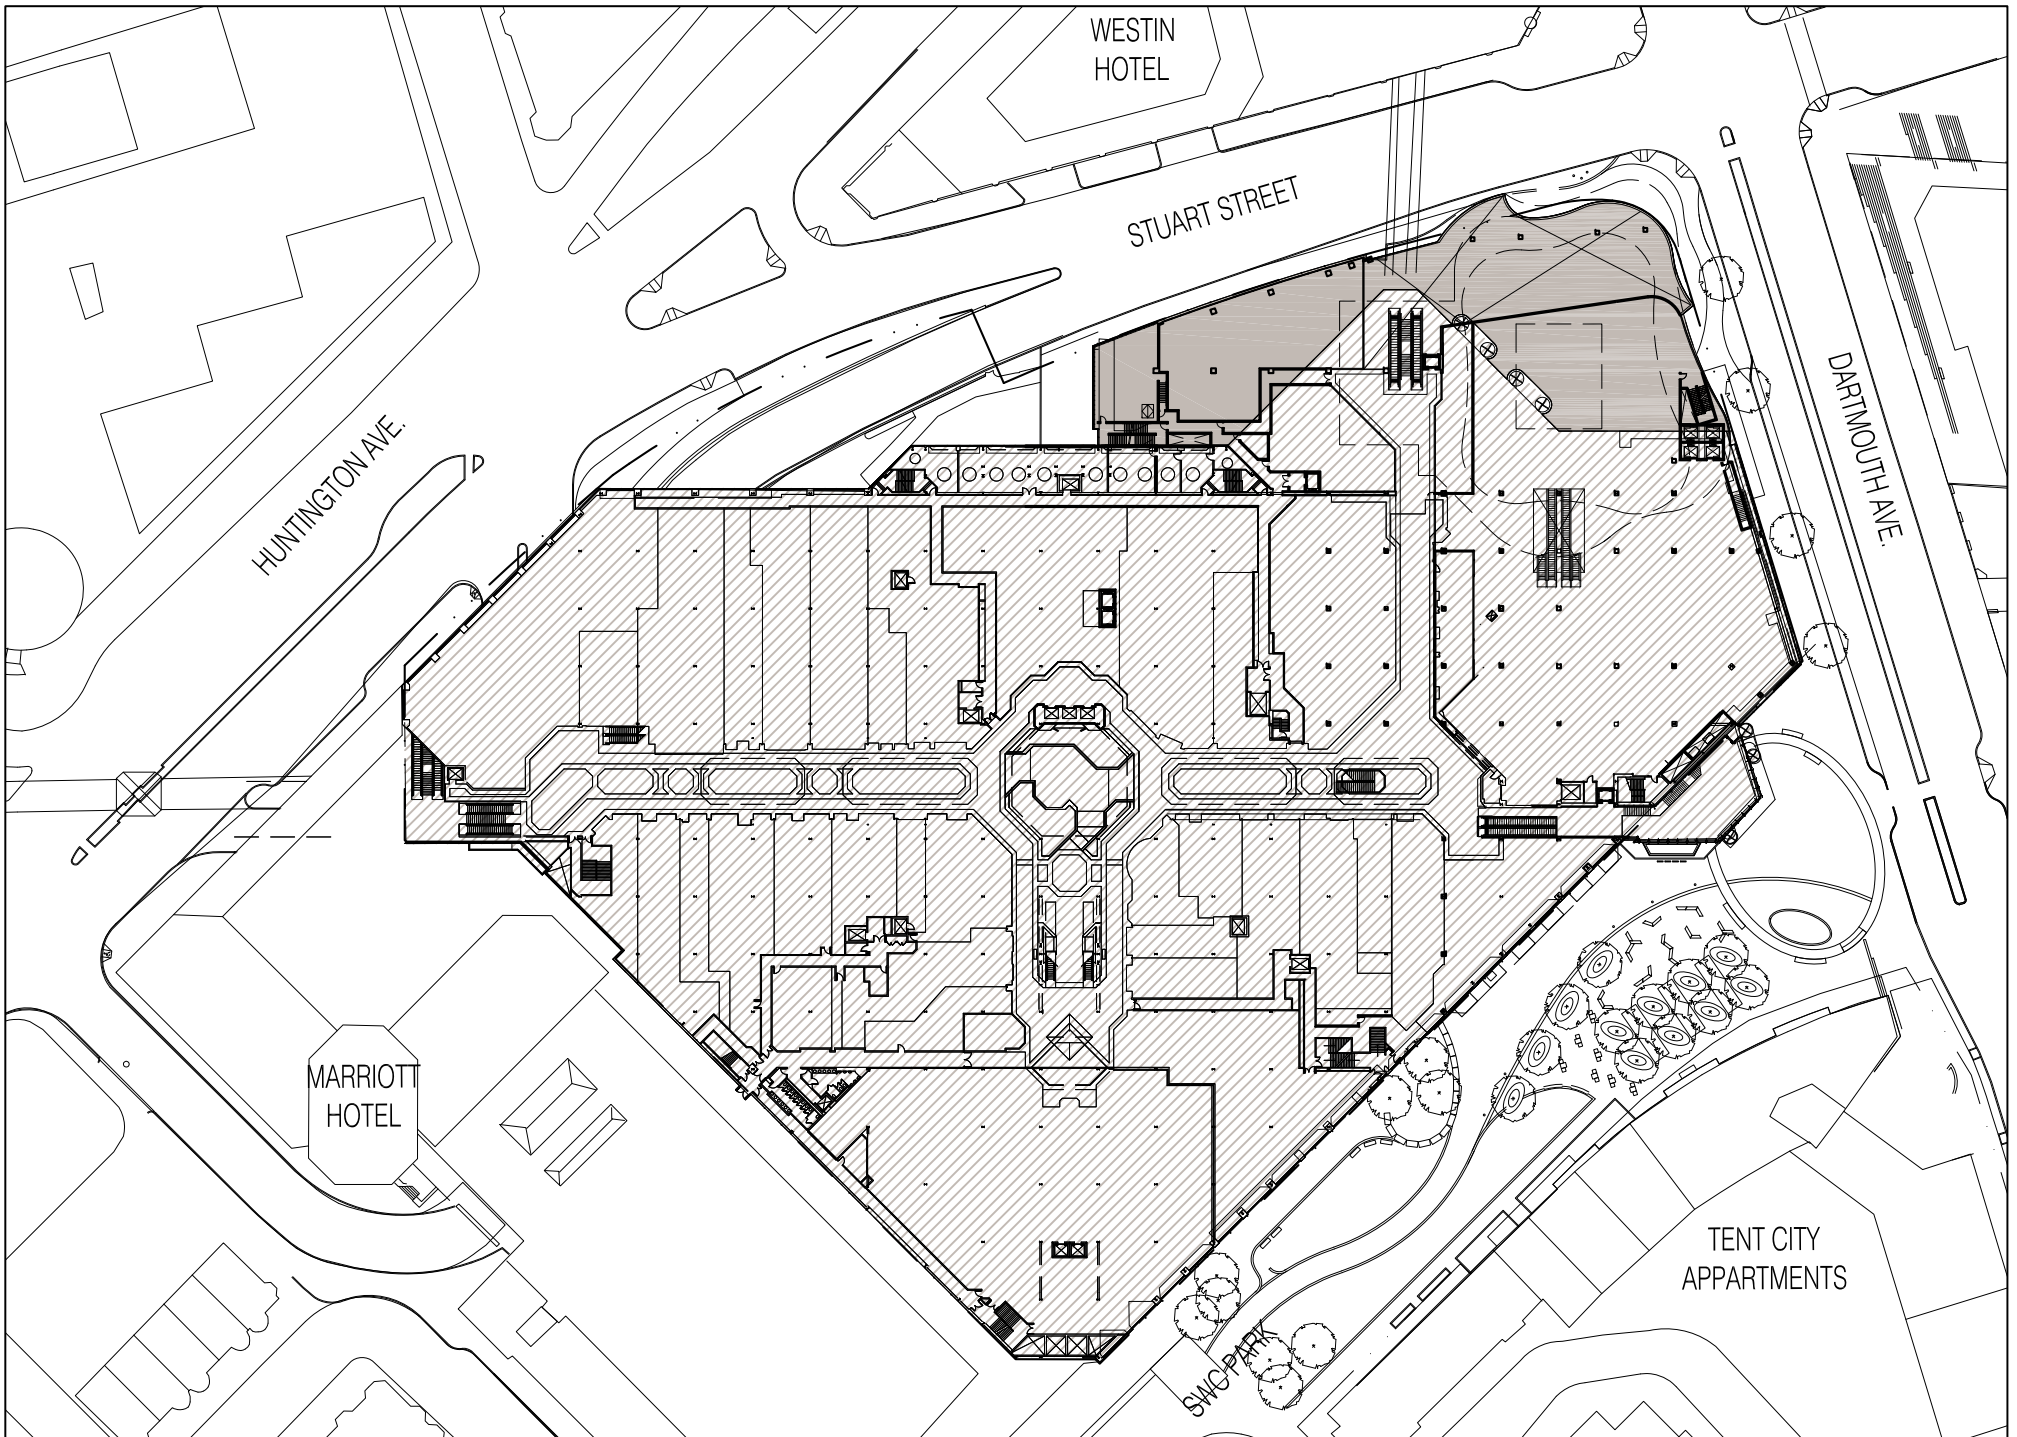 WESTIN
HOTEL
STUART STREET
HUNTINGTON AVE.
DARTMOUTH AVE.
MARRIOTT
HOTEL
TENT CITY
APPARTMENTS
SWC PARK